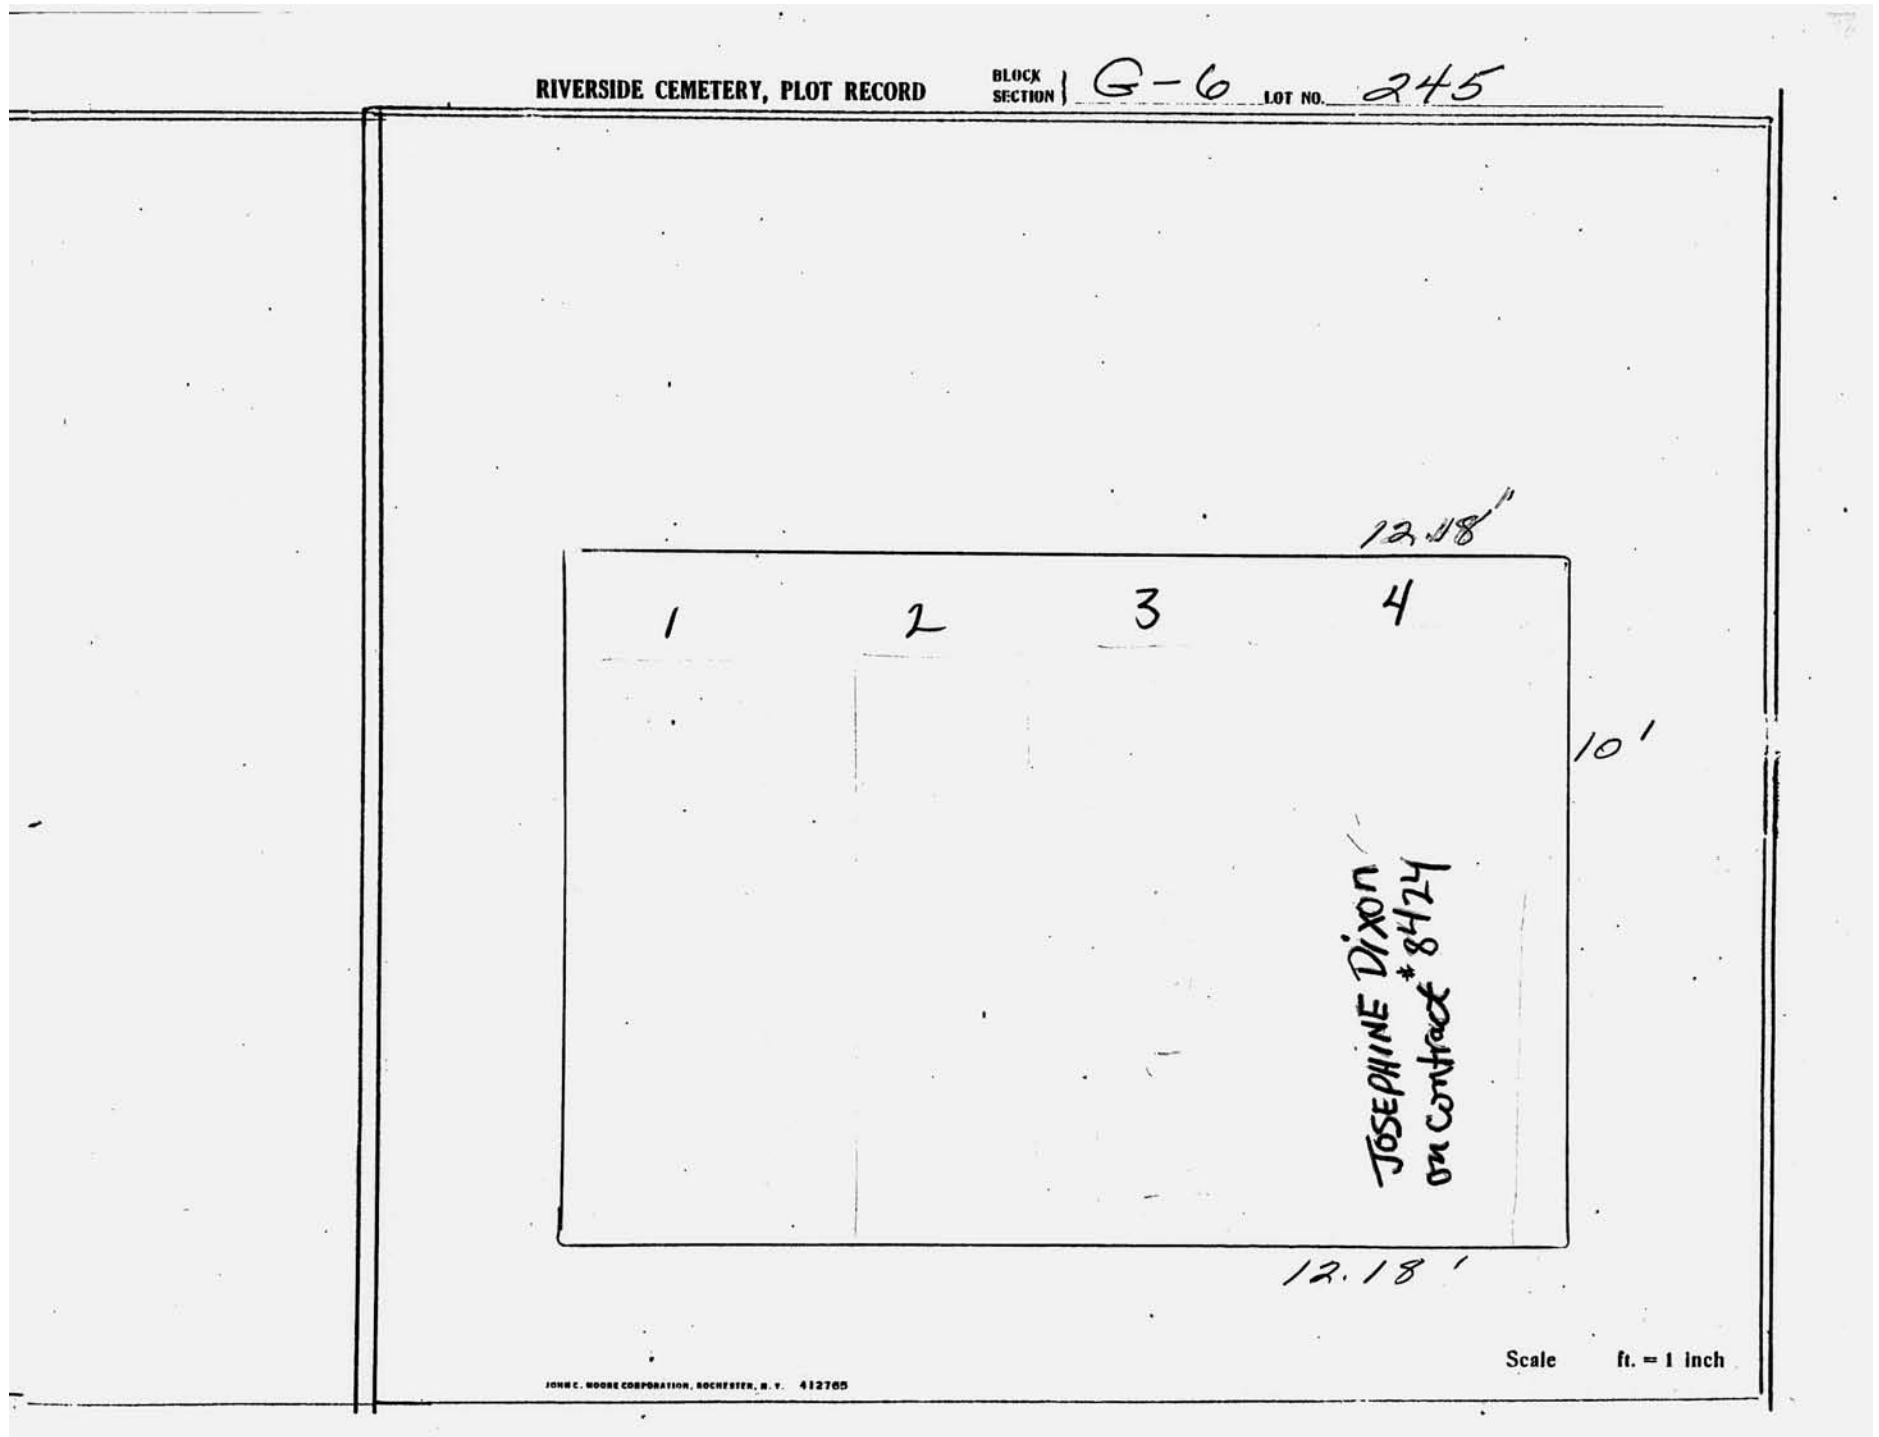 RIVERSIDE CEMETERY, PLOT RECORD BLOCK SECTION G-6 LOT NO. 245
12.18'
1 2 3 4
10'
JOSEPHINE Dixon
on contract #8424
12.18'
Scale ft. = 1 inch
JOHN C. MOORE CORPORATION, ROCHESTER, N. Y. 412765